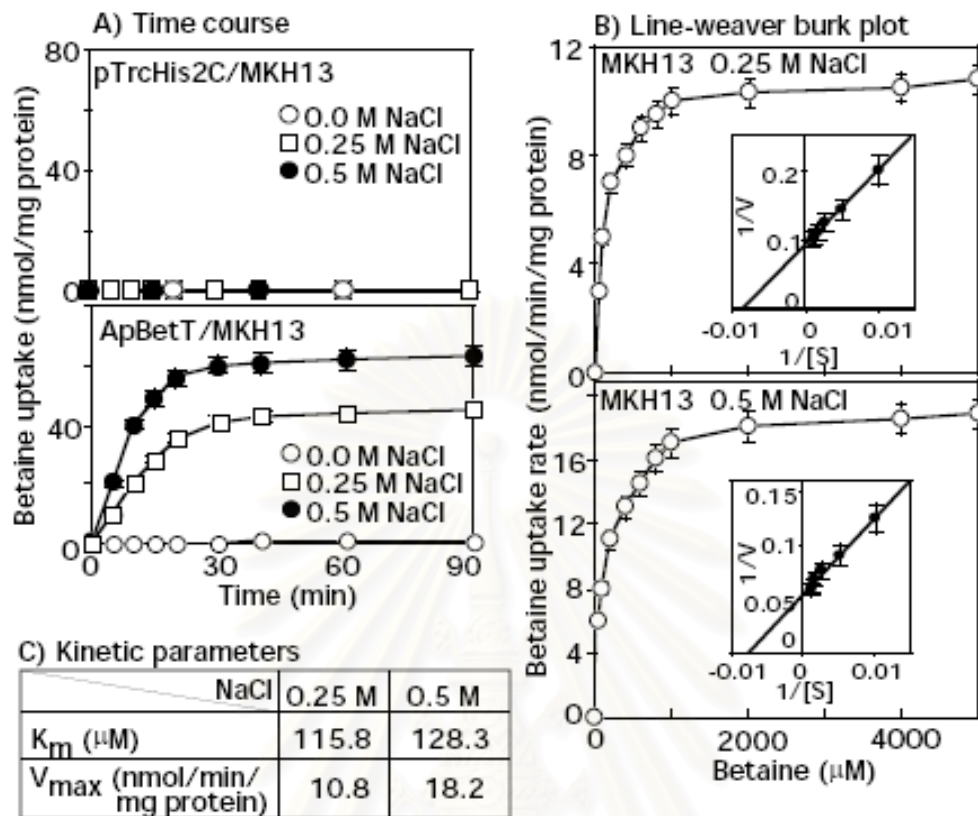 A) Time course
80
pTrcHis2C/MKH13
0.0 M NaCl
0.25 M NaCl
0.5 M NaCl
40
0
ApBetT/MKH13
40
0.0 M NaCl
0.25 M NaCl
0.5 M NaCl
0
0 30 60 90
Time (min)
Betaine uptake (nmol/mg protein)
B) Line-weaver burk plot
12
MKH13 0.25 M NaCl
8
4
0
0.2
0.1
0
1/V
-0.01 0 0.01
1/[S]
MKH13 0.5 M NaCl
16
12
8
4
0
0.15
0.1
0.05
0
1/V
-0.01 0 0.01
1/[S]
0 2000 4000
Betaine (μM)
Betaine uptake rate (nmol/min/mg protein)
C) Kinetic parameters
NaCl 0.25 M 0.5 M
Km (μM) 115.8 128.3
Vmax (nmol/min/
mg protein) 10.8 18.2